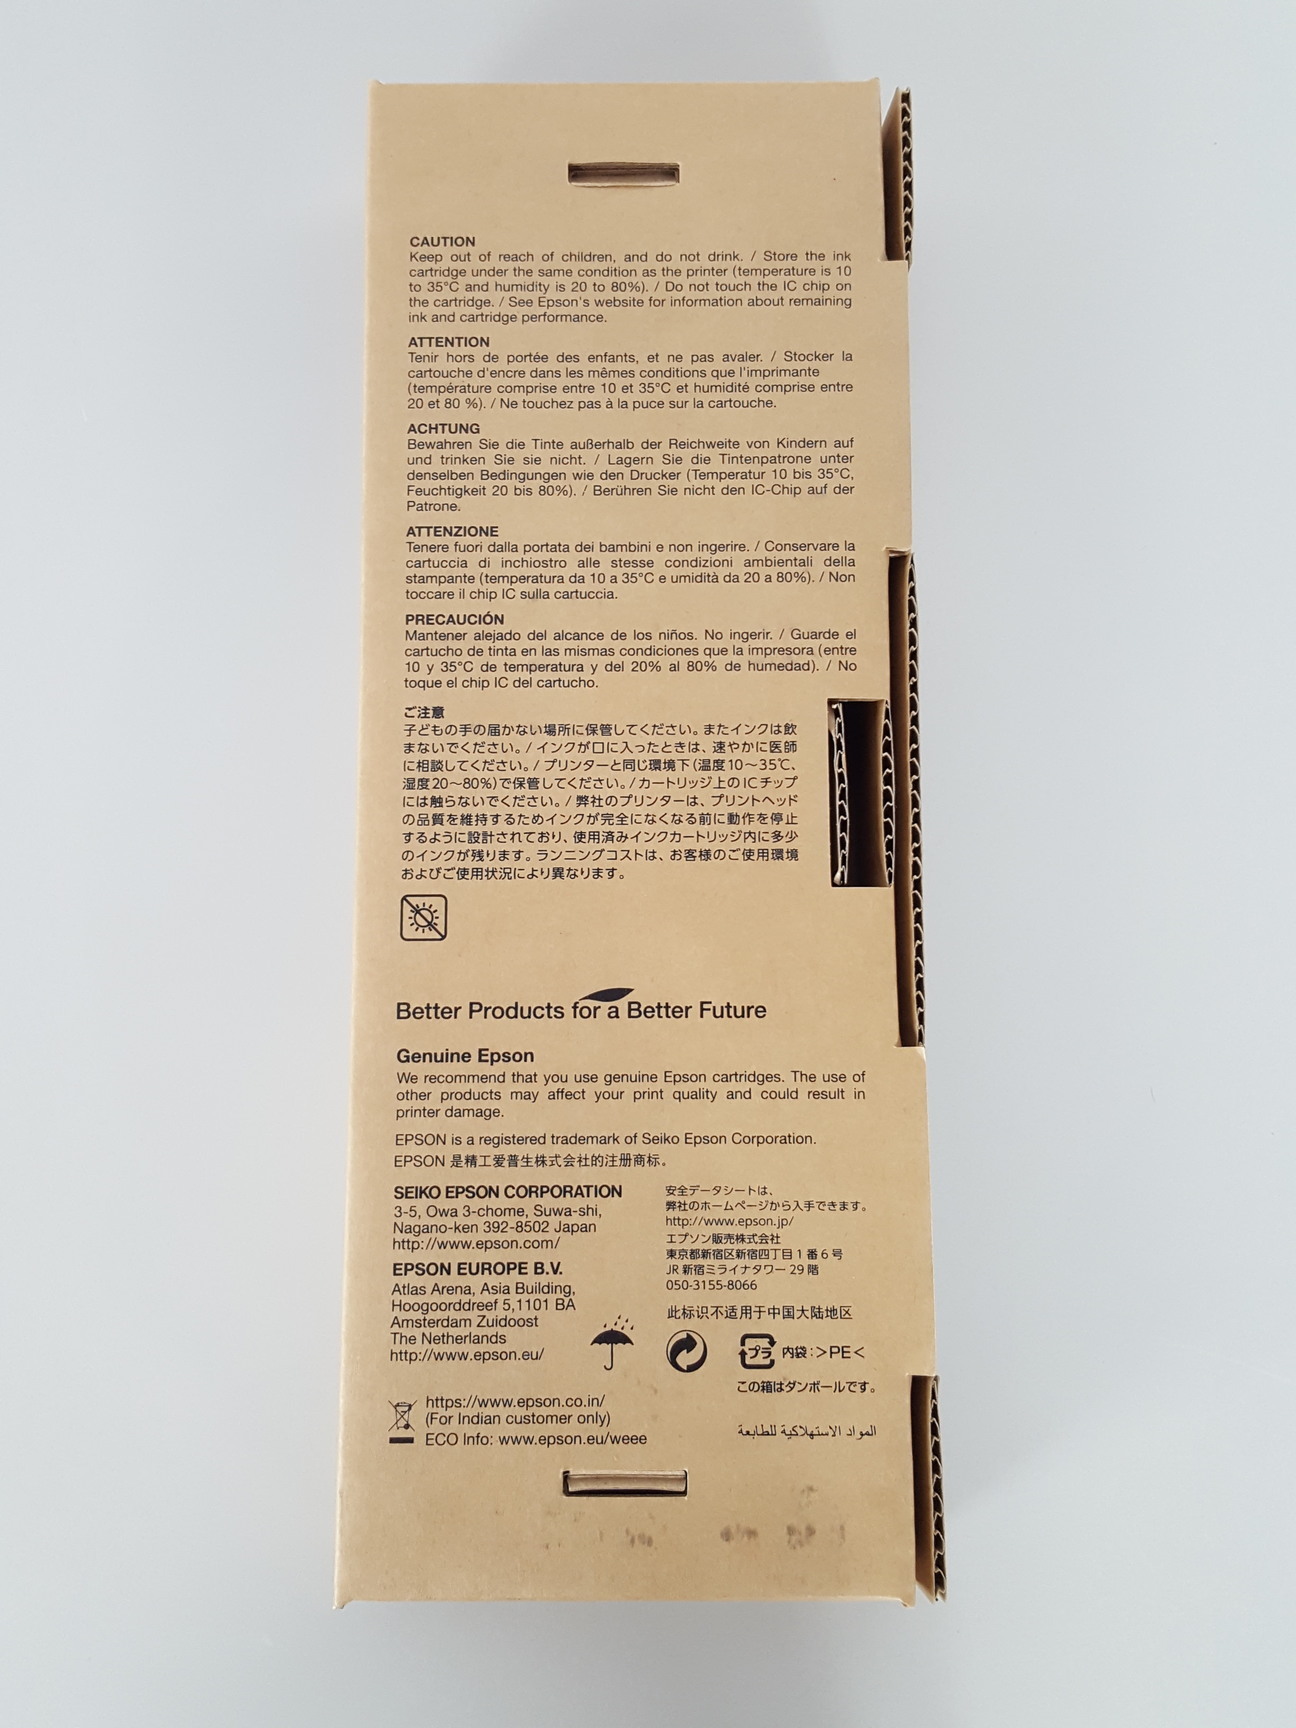 CAUTION
Keep out of reach of children, and do not drink. / Store the ink
cartridge under the same condition as the printer (temperature is 10
to 35°C and humidity is 20 to 80%). / Do not touch the IC chip on
the cartridge. / See Epson's website for information about remaining
ink and cartridge performance.
ATTENTION
Tenir hors de portée des enfants, et ne pas avaler. / Stocker la
cartouche d'encre dans les mêmes conditions que l'imprimante
(température comprise entre 10 et 35°C et humidité comprise entre
20 et 80 %). / Ne touchez pas à la puce sur la cartouche.
ACHTUNG
Bewahren Sie die Tinte außerhalb der Reichweite von Kindern auf
und trinken Sie sie nicht. / Lagern Sie die Tintenpatrone unter
denselben Bedingungen wie den Drucker (Temperatur 10 bis 35°C,
Feuchtigkeit 20 bis 80%). / Berühren Sie nicht den IC-Chip auf der
Patrone.
ATTENZIONE
Tenere fuori dalla portata dei bambini e non ingerire. / Conservare la
cartuccia di inchiostro alle stesse condizioni ambientali della
stampante (temperatura da 10 a 35°C e umidità da 20 a 80%). / Non
toccare il chip IC sulla cartuccia.
PRECAUCIÓN
Mantener alejado del alcance de los niños. No ingerir. / Guarde el
cartucho de tinta en las mismas condiciones que la impresora (entre
10 y 35°C de temperatura y del 20% al 80% de humedad). / No
toque el chip IC del cartucho.
ご注意
子どもの手の届かない場所に保管してください。またインクは飲
まないでください。/ インクが口に入ったときは、速やかに医師
に相談してください。/ プリンターと同じ環境下(温度10～35℃、
湿度20～80%)で保管してください。/ カートリッジ上のICチップ
には触らないでください。/ 弊社のプリンターは、プリントヘッド
の品質を維持するためインクが完全になくなる前に動作を停止
するように設計されており、使用済みインクカートリッジ内に多少
のインクが残ります。ランニングコストは、お客様のご使用環境
およびご使用状況により異なります。
Better Products for a Better Future
Genuine Epson
We recommend that you use genuine Epson cartridges. The use of
other products may affect your print quality and could result in
printer damage.
EPSON is a registered trademark of Seiko Epson Corporation.
EPSON 是精工爱普生株式会社的注册商标。
SEIKO EPSON CORPORATION
3-5, Owa 3-chome, Suwa-shi,
Nagano-ken 392-8502 Japan
http://www.epson.com/
EPSON EUROPE B.V.
Atlas Arena, Asia Building,
Hoogoorddreef 5,1101 BA
Amsterdam Zuidoost
The Netherlands
http://www.epson.eu/
https://www.epson.co.in/
(For Indian customer only)
ECO Info: www.epson.eu/weee
安全データシートは、
弊社のホームページから入手できます。
http://www.epson.jp/
エプソン販売株式会社
東京都新宿区新宿四丁目1番6号
JR新宿ミライナタワー29階
050-3155-8066
此标识不适用于中国大陆地区
プラ 内袋:>PE<
この箱はダンボールです。
المواد الاستهلاكية للطابعة